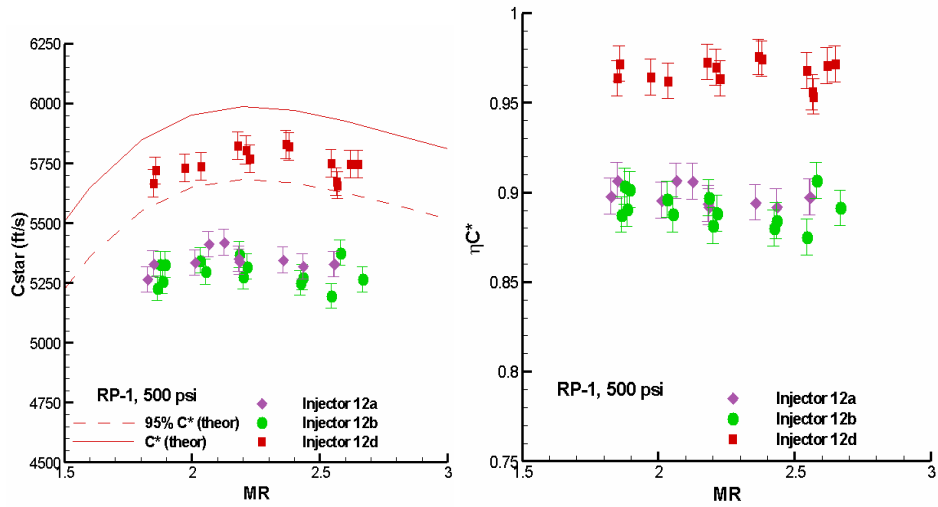 6250
6000
5750
5500
5250
5000
4750
4500
Cstar (ft/s)
RP-1, 500 psi
95% C* (theor)
C* (theor)
Injector 12a
Injector 12b
Injector 12d
1.5
2
2.5
3
MR
1
0.95
0.9
0.85
0.8
0.75
ηC*
RP-1, 500 psi
Injector 12a
Injector 12b
Injector 12d
1.5
2
2.5
3
MR